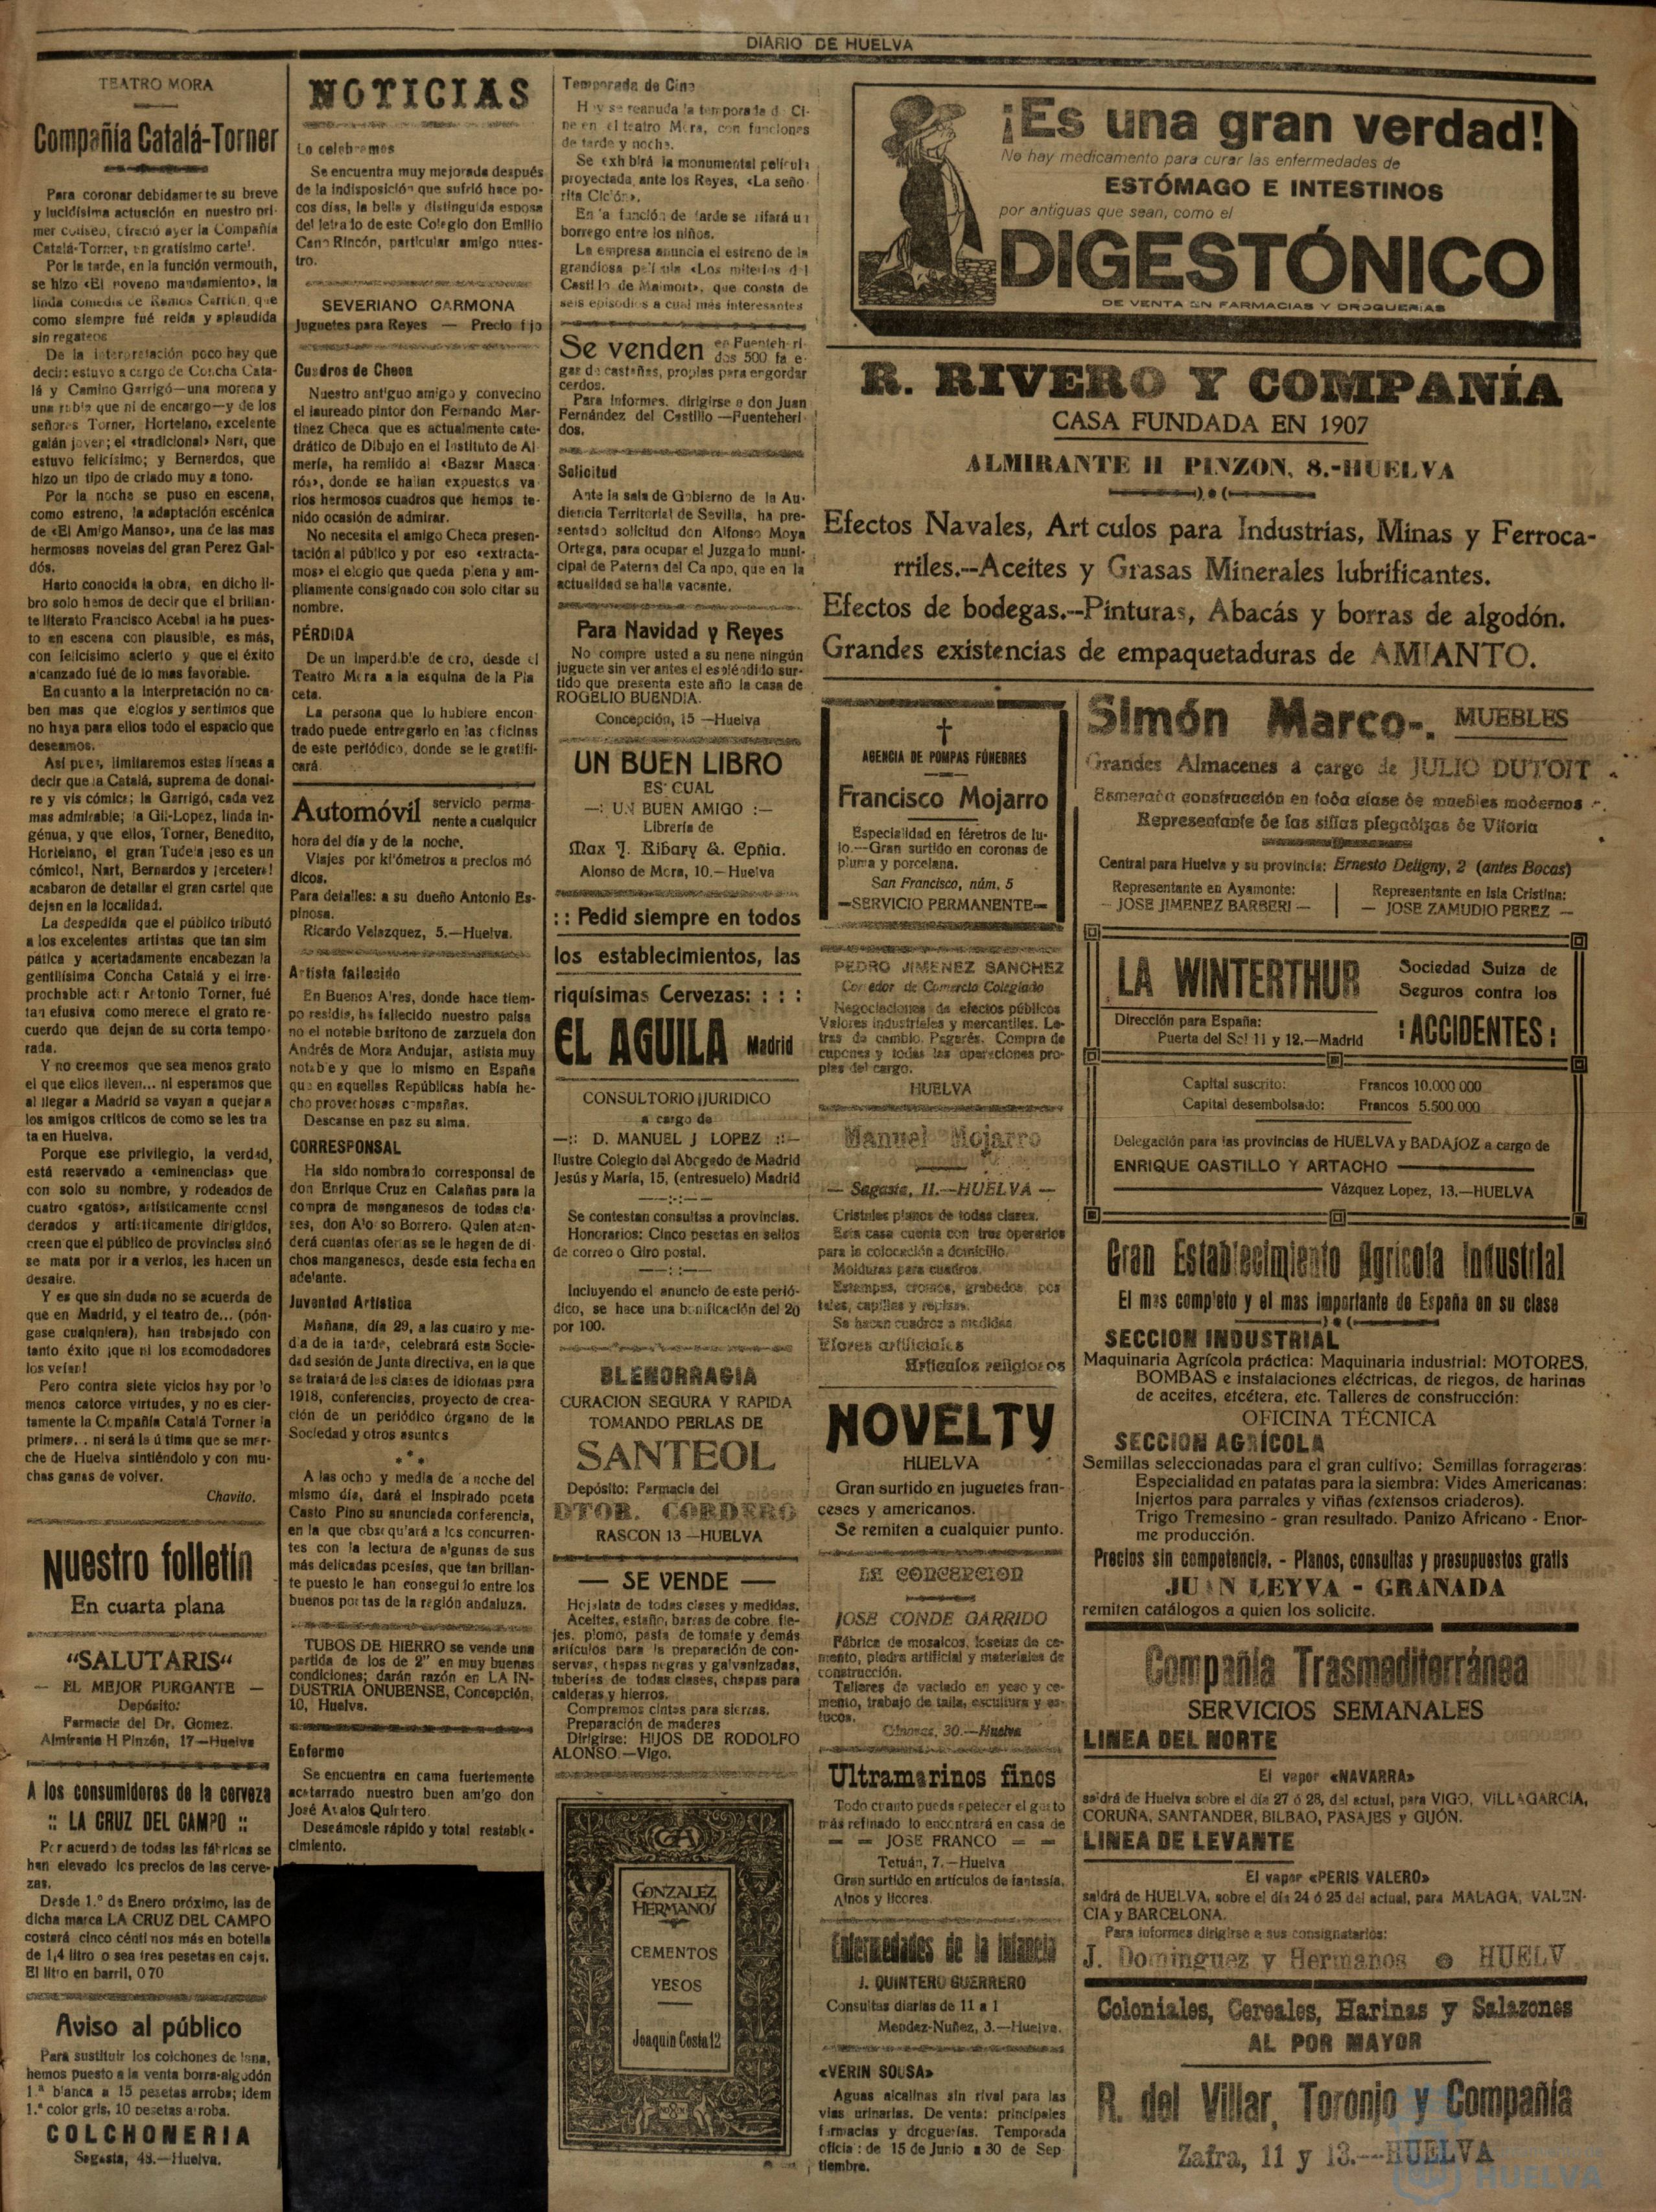 DIARIO DE HUELVA
TEATRO MORA
Compañía Catalá-Torner
Para coronar debidamente su breve
y lucidísima actuación en nuestro pri-
mer coliseo, ofreció ayer la Compañía
Catalá-Torner, un gratísimo cartel.
Por la tarde, en la función vermouth,
se hizo «El noveno mandamiento», la
linda comedia de Ramos Carrión, que
como siempre fué reida y aplaudida
sin regateos
De la interpretación poco hay que
decir: estuvo a cargo de Concha Cata-
lá y Camino Garrigó—una morena y
una rubia que ni de encargo—y de los
señores Torner, Hortelano, excelente
galán joven; el «tradicional» Nart, que
estuvo felicísimo; y Bernardos, que
hizo un tipo de criado muy a tono.
Por la noche se puso en escena,
como estreno, la adaptación escénica
de «El Amigo Manso», una de las mas
hermosas novelas del gran Perez Gal-
dós.
Harto conocida la obra, en dicho li-
bro solo hemos de decir que el brillan-
te literato Francisco Acebal la ha pues-
to en escena con plausible, es más,
con felicísimo acierto y que el éxito
alcanzado fué de lo mas favorable.
En cuanto a la interpretación no ca-
ben mas que elogios y sentimos que
no haya para ellos todo el espacio que
deseamos.
Así pues, limitaremos estas líneas a
decir que la Catalá, suprema de donai-
re y vis cómica; la Garrigó, cada vez
mas admirable; la Gil-Lopez, linda in-
génua, y que ellos, Torner, Benedito,
Hortelano, el gran Tudela ¡eso es un
cómico!, Nart, Bernardos y ¡ercetera!
acabaron de detallar el gran cartel que
dejan en la localidad.
La despedida que el público tributó
a los excelentes artistas que tan sim
pática y acertadamente encabezan la
gentilísima Concha Catalá y el irre-
prochable actor Antonio Torner, fué
tan efusiva como merece el grato re-
cuerdo que dejan de su corta tempo-
rada.
Y no creemos que sea menos grato
el que ellos lleven... ni esperamos que
al llegar a Madrid se vayan a quejar a
los amigos críticos de como se les tra
ta en Huelva.
Porque ese privilegio, la verdad,
está reservado a «eminencias» que
con solo su nombre, y rodeados de
cuatro «gatos», artísticamente consi
derados y artísticamente dirigidos,
creen que el público de provincias sinó
se mata por ir a verlos, les hacen un
desaire.
Y es que sin duda no se acuerda de
que en Madrid, y el teatro de... (pón-
gase cualqniera), han trabajado con
tanto éxito ¡que ni los acomodadores
los veían!
Pero contra siete vicios hay por lo
menos catorce virtudes, y no es cier-
tamente la Compañía Catalá Torner la
primera.. ni será la última que se mar-
che de Huelva sintiéndolo y con mu-
chas ganas de volver.
Chavito.
Nuestro folletín
En cuarta plana
“SALUTARIS“
— EL MEJOR PURGANTE —
Depósito:
Farmacia del Dr. Gomez.
Almirante H Pinzón, 17—Huelva
A los consumidores de la cerveza
:: LA CRUZ DEL CAMPO ::
Por acuerdo de todas las fábricas se
han elevado los precios de las cerve-
zas.
Desde 1.º de Enero próximo, las de
dicha marca LA CRUZ DEL CAMPO
costará cinco céntimos más en botella
de 1,4 litro o sea tres pesetas en caja.
El litro en barril, 0 70
Aviso al público
Para sustituir los colchones de lana,
hemos puesto a la venta borra-algodón
1.ª blanca a 15 pesetas arroba; idem
1.ª color gris, 10 pesetas arroba.
COLCHONERIA
Sagasta, 48.—Huelva.
NOTICIAS
Lo celebramos
Se encuentra muy mejorada después
de la indisposición que sufrió hace po-
cos días, la bella y distinguida esposa
del letrado de este Colegio don Emilio
Cano Rincón, particular amigo nues-
tro.
SEVERIANO CARMONA
Juguetes para Reyes — Precio fijo
Cuadros de Checa
Nuestro antiguo amigo y convecino
el laureado pintor don Fernando Mar-
tinez Checa, que es actualmente cate-
drático de Dibujo en el Instituto de Al-
mería, ha remitido al «Bazar Masca
rós», donde se hallan expuestos va
rios hermosos cuadros que hemos te-
nido ocasión de admirar.
No necesita el amigo Checa presen-
tación al público y por eso «extracta-
mos» el elogio que queda plena y am-
pliamente consignado con solo citar su
nombre.
PÉRDIDA
De un imperdible de oro, desde el
Teatro Mora a la esquina de la Pla
ceta.
La persona que lo hubiere encon
trado puede entregarlo en las oficinas
de este periódico, donde se le gratifi-
cará.
Automóvil servicio perma-
nente a cualquier
hora del día y de la noche,
Viajes por kilómetros a precios mó
dicos.
Para detalles: a su dueño Antonio Es-
pinosa.
Ricardo Velazquez, 5.—Huelva.
Artista fallecido
En Buenos Aires, donde hace tiem-
po residía, ha fallecido nuestro paisa
no el notable barítono de zarzuela don
Andrés de Mora Andujar, astista muy
notable y que lo mismo en España
que en aquellas Repúblicas había he-
cho provechosas campañas.
Descanse en paz su alma.
CORRESPONSAL
Ha sido nombrado corresponsal de
don Enrique Cruz en Calañas para la
compra de manganesos de todas cla-
ses, don Alonso Borrero. Quien aten-
derá cuantas ofertas se le hagan de di
chos manganesos, desde esta fecha en
adelante.
Juventud Artística
Mañana, día 29, a las cuatro y me-
dia de la tarde, celebrará esta Socie-
dad sesión de Junta directiva, en la que
se tratará de las clases de idiomas para
1918, conferencias, proyecto de crea-
ción de un periódico órgano de la
Sociedad y otros asuntos
***
A las ocho y media de la noche del
mismo día, dará el inspirado poeta
Casto Pino su anunciada conferencia,
en la que obsequiará a los concurren-
tes con la lectura de algunas de sus
más delicadas poesías, que tan brillan-
te puesto le han conseguido entre los
buenos poetas de la región andaluza.
TUBOS DE HIERRO se vende una
partida de los de 2” en muy buenas
condiciones; darán razón en LA IN-
DUSTRIA ONUBENSE, Concepción,
10, Huelva.
Enfermo
Se encuentra en cama fuertemente
acatarrado nuestro buen amigo don
José Avalos Quintero.
Deseámosle rápido y total restable-
cimiento.
Temporada de Cine
Hoy se reanuda la temporada de Ci-
ne en el teatro Mora, con funciones
de tarde y noche.
Se exhibirá la monumental película
proyectada ante los Reyes, «La seño
rita Ciclón».
En la función de tarde se rifará un
borrego entre los niños.
La empresa anuncia el estreno de la
grandiosa película «Los misterios del
Castillo de Malmort», que consta de
seis episodios a cual más interesantes
Se venden en Fuenteheri-
dos 500 fane-
gas de castañas, propias para engordar
cerdos.
Para informes, dirigirse a don Juan
Fernández del Castillo—Fuenteheri
dos.
Solicitud
Ante la sala de Gobierno de la Au-
diencia Territorial de Sevilla, ha pre-
sentado solicitud don Alfonso Moya
Ortega, para ocupar el Juzgado muni-
cipal de Paterna del Campo, que en la
actualidad se halla vacante.
Para Navidad y Reyes
No compre usted a su nene ningún
juguete sin ver antes el espléndido sur-
tido que presenta este año la casa de
ROGELIO BUENDIA.
Concepción, 15 —Huelva
UN BUEN LIBRO
ES CUAL
—: UN BUEN AMIGO :—
Librería de
Max J. Ribary &. Cpñia.
Alonso de Mora, 10.—Huelva
:: Pedid siempre en todos
los establecimientos, las
riquísimas Cervezas: : : :
EL AGUILA Madrid
CONSULTORIO JURIDICO
a cargo de
—:: D. MANUEL J LOPEZ ::—
Ilustre Colegio del Abogado de Madrid
Jesús y María, 15, (entresuelo) Madrid
——:-:——
Se contestan consultas a provincias.
Honorarios: Cinco pesetas en sellos
de correo o Giro postal.
——:-:——
Incluyendo el anuncio de este perió-
dico, se hace una bonificación del 20
por 100.
BLENORRAGIA
CURACION SEGURA Y RAPIDA
TOMANDO PERLAS DE
SANTEOL
Depósito: Farmacia del
DTOR. CORDERO
RASCON 13 —HUELVA
— SE VENDE —
Hojalata de todas clases y medidas.
Aceites, estaño, barras de cobre, fle-
jes, plomo, pasta de tomate y demás
artículos para la preparación de con-
servas, chapas negras y galvanizadas,
tuberías de todas clases, chapas para
calderas y hierros.
Compramos cintas para sierras.
Preparación de maderas
Dirigirse: HIJOS DE RODOLFO
ALONSO.—Vigo.
GONZALEZ
HERMANOS
CEMENTOS
YESOS
Joaquín Costa 12
¡Es una gran verdad!
No hay medicamento para curar las enfermedades de
ESTÓMAGO E INTESTINOS
por antiguas que sean, como el
DIGESTÓNICO
DE VENTA EN FARMACIAS Y DROGUERIAS
R. RIVERO Y COMPANÍA
CASA FUNDADA EN 1907
ALMIRANTE H PINZON, 8.-HUELVA
Efectos Navales, Art culos para Industrias, Minas y Ferroca-
rriles.--Aceites y Grasas Minerales lubrificantes.
Efectos de bodegas.--Pinturas, Abacás y borras de algodón.
Grandes existencias de empaquetaduras de AMIANTO.
AGENCIA DE POMPAS FÚNEBRES
Francisco Mojarro
Especialidad en féretros de lu-
jo.—Gran surtido en coronas de
pluma y porcelana.
San Francisco, núm. 5
—SERVICIO PERMANENTE—
PEDRO JIMENEZ SANCHEZ
Corredor de Comercio Colegiado
Negociaciones de efectos públicos
Valores industriales y mercantiles. Le-
tras de cambio. Pagarés. Compra de
cupones y todas las operaciones pro-
pias del cargo.
HUELVA
Manuel Mojarro
— Sagasta, 11.—HUELVA —
Cristales planos de todas clases.
Esta casa cuenta con tres operarios
para la colocación a domicilio.
Molduras para cuadros.
Estampas, cromos, grabados, pos
tales, capillas y repisas.
Se hacen cuadros a medidas
Flores artificiales
Artículos religiosos
NOVELTY
HUELVA
Gran surtido en juguetes fran-
ceses y americanos.
Se remiten a cualquier punto.
LA CONCEPCION
JOSE CONDE GARRIDO
Fábrica de mosaicos, losetas de ce-
mento, piedra artificial y materiales de
construcción.
Talleres de vaciado en yeso y ce-
mento, trabajo de talla, escultura y es-
tucos.
30.—Huelva
Ultramarinos finos
Todo cuanto pueda apetecer el gusto
más refinado lo encontrará en casa de
= = JOSE FRANCO = =
Tetuán, 7.—Huelva
Gran surtido en artículos de fantasía.
Vinos y licores.
Enfermedades de la infancia
J. QUINTERO GUERRERO
Consultas diarias de 11 a 1
Mendez-Nuñez, 3.—Huelva.
«VERIN SOUSA»
Aguas alcalinas sin rival para las
vías urinarias. De venta: principales
farmacias y droguerías. Temporada
oficial: de 15 de Junio a 30 de Sep
tiembre.
Simón Marco-. MUEBLES
Grandes Almacenes a cargo de JULIO DUTOIT
Esmerada construcción en toda clase de muebles modernos
Representante de las sillas plegadizas de Vitoria
Central para Huelva y su provincia: Ernesto Deligny, 2 (antes Bocas)
Representante en Ayamonte:
— JOSE JIMENEZ BARBERI —
Representante en Isla Cristina:
— JOSE ZAMUDIO PEREZ —
LA WINTERTHUR
Sociedad Suiza de
Seguros contra los
Dirección para España:
Puerta del Sol 11 y 12.—Madrid
¡ACCIDENTES!
Capital suscrito: Francos 10.000 000
Capital desembolsado: Francos 5.500.000
Delegación para las provincias de HUELVA y BADAJOZ a cargo de
ENRIQUE CASTILLO Y ARTACHO
Vázquez Lopez, 13.—HUELVA
Gran Establecimiento Agrícola Industrial
El mas completo y el mas importante de España en su clase
SECCION INDUSTRIAL
Maquinaria Agrícola práctica: Maquinaria industrial: MOTORES,
BOMBAS e instalaciones eléctricas, de riegos, de harinas
de aceites, etcétera, etc. Talleres de construcción:
OFICINA TÉCNICA
SECCION AGRÍCOLA
Semillas seleccionadas para el gran cultivo; Semillas forrageras:
Especialidad en patatas para la siembra: Vides Americanas:
Injertos para parrales y viñas (extensos criaderos).
Trigo Tremesino - gran resultado. Panizo Africano - Enor-
me producción.
Precios sin competencia. - Planos, consultas y presupuestos gratis
JUAN LEYVA - GRANADA
remiten catálogos a quien los solicite.
Compañía Trasmediterránea
SERVICIOS SEMANALES
LINEA DEL NORTE
El vapor «NAVARRA»
saldrá de Huelva sobre el día 27 ó 28, del actual, para VIGO, VILLAGARCÍA,
CORUÑA, SANTANDER, BILBAO, PASAJES y GIJÓN.
LINEA DE LEVANTE
El vapor «PERIS VALERO»
saldrá de HUELVA, sobre el día 24 ó 25 del actual, para MALAGA, VALEN-
CIA y BARCELONA.
Para informes dirigirse a sus consignatarios:
J. Dominguez y Hermanos HUELV
Coloniales, Cereales, Harinas y Salazones
AL POR MAYOR
R. del Villar, Toronjo y Compañía
Zafra, 11 y 13.--HUELVA
HUELVA